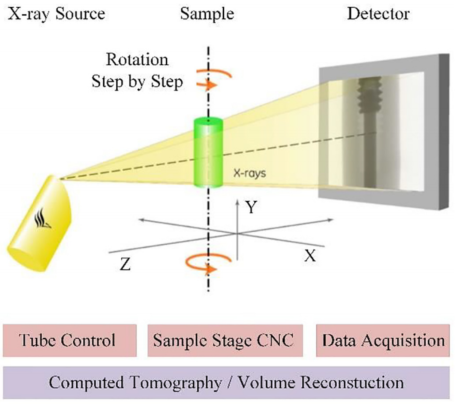 X-ray Source
Sample
Detector
Rotation
Step by Step
X-rays
Y
Z
X
Tube Control
Sample Stage CNC
Data Acquisition
Computed Tomography / Volume Reconstuction